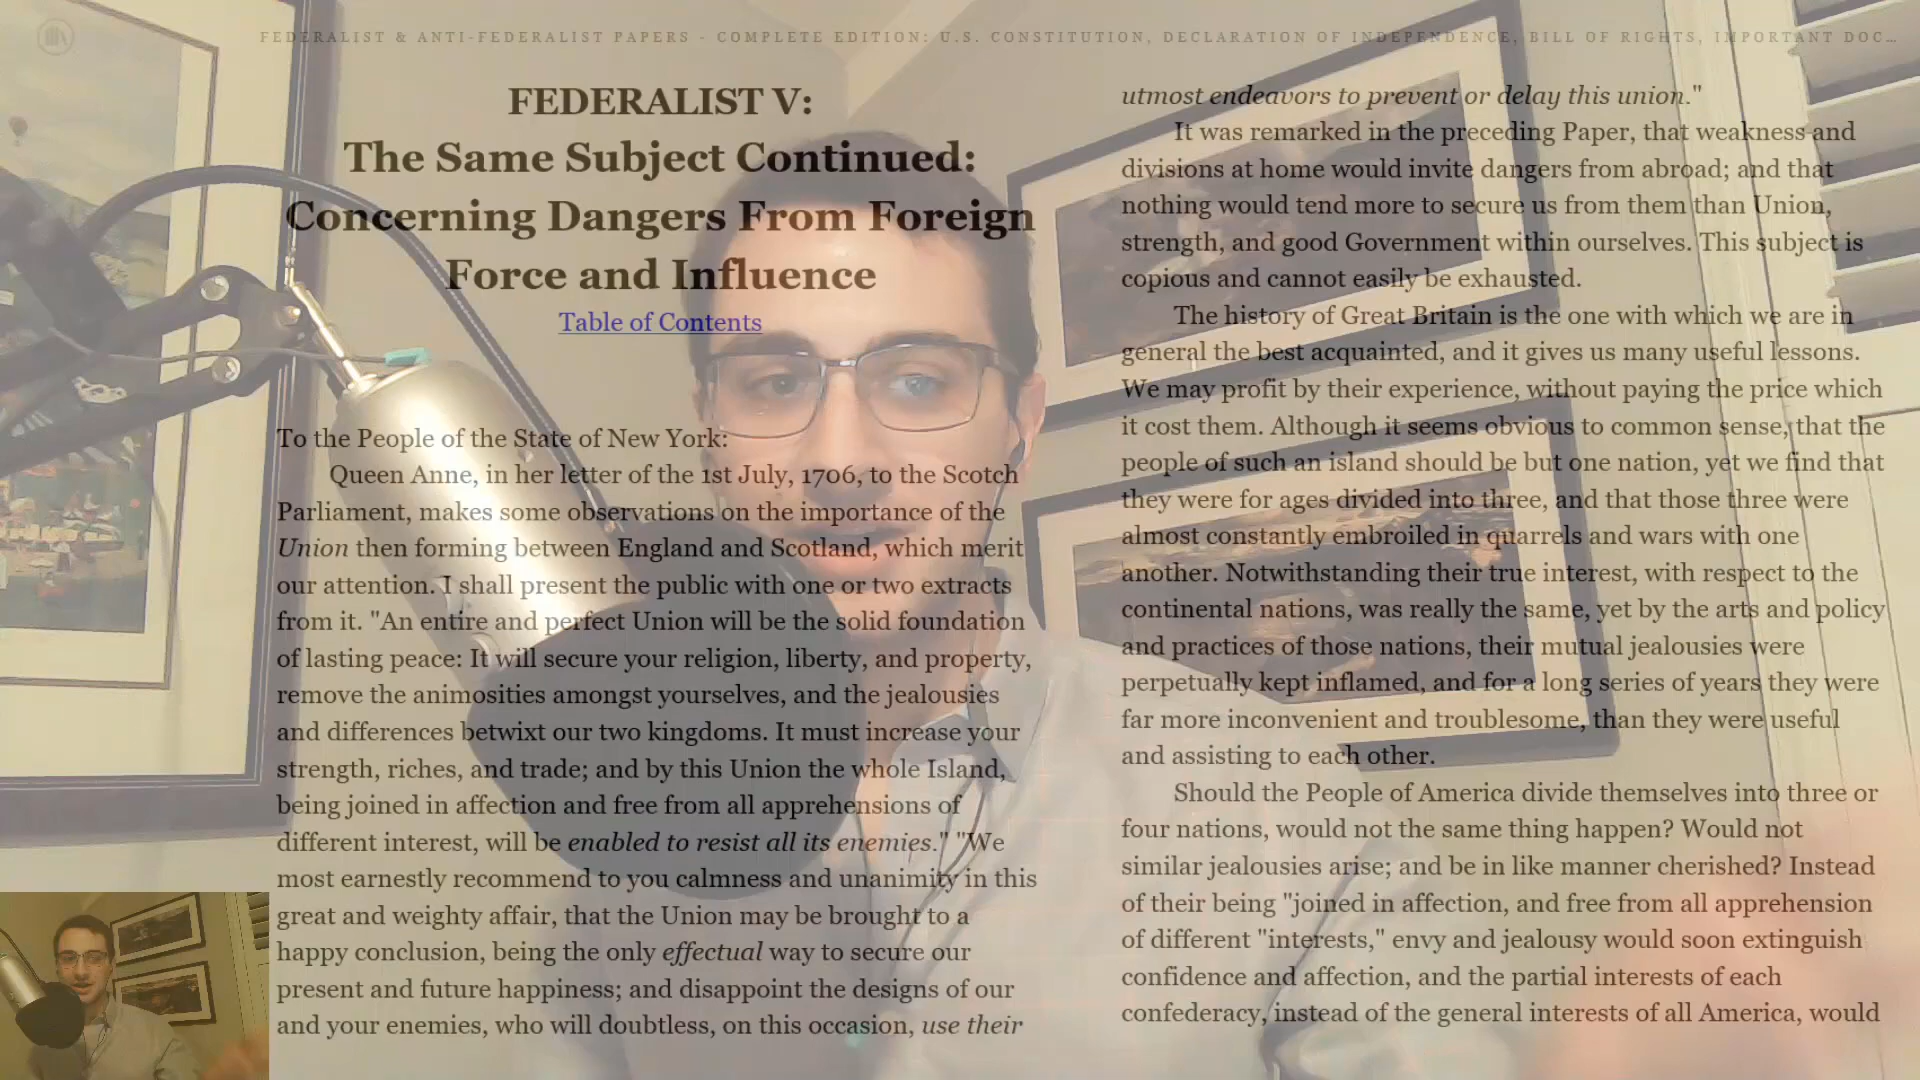 FEDERALIST & ANTI-FEDERALIST PAPERS - COMPLETE EDITION: U.S. CONSTITUTION, DECLARATION OF INDEPENDENCE, BILL OF RIGHTS, IMPORTANT DOC...
FEDERALIST V:
The Same Subject Continued:
Concerning Dangers From Foreign
Force and Influence
Table of Contents
To the People of the State of New York:
Queen Anne, in her letter of the 1st July, 1706, to the Scotch
Parliament, makes some observations on the importance of the
Union then forming between England and Scotland, which merit
our attention. I shall present the public with one or two extracts
from it. "An entire and perfect Union will be the solid foundation
of lasting peace: It will secure your religion, liberty, and property,
remove the animosities amongst yourselves, and the jealousies
and differences betwixt our two kingdoms. It must increase your
strength, riches, and trade; and by this Union the whole Island,
being joined in affection and free from all apprehensions of
different interest, will be enabled to resist all its enemies." "We
most earnestly recommend to you calmness and unanimity in this
great and weighty affair, that the Union may be brought to a
happy conclusion, being the only effectual way to secure our
present and future happiness; and disappoint the designs of our
and your enemies, who will doubtless, on this occasion, use their
utmost endeavors to prevent or delay this union."
It was remarked in the preceding Paper, that weakness and
divisions at home would invite dangers from abroad; and that
nothing would tend more to secure us from them than Union,
strength, and good Government within ourselves. This subject is
copious and cannot easily be exhausted.
The history of Great Britain is the one with which we are in
general the best acquainted, and it gives us many useful lessons.
We may profit by their experience, without paying the price which
it cost them. Although it seems obvious to common sense, that the
people of such an island should be but one nation, yet we find that
they were for ages divided into three, and that those three were
almost constantly embroiled in quarrels and wars with one
another. Notwithstanding their true interest, with respect to the
continental nations, was really the same, yet by the arts and policy
and practices of those nations, their mutual jealousies were
perpetually kept inflamed, and for a long series of years they were
far more inconvenient and troublesome, than they were useful
and assisting to each other.
Should the People of America divide themselves into three or
four nations, would not the same thing happen? Would not
similar jealousies arise; and be in like manner cherished? Instead
of their being "joined in affection, and free from all apprehension
of different "interests," envy and jealousy would soon extinguish
confidence and affection, and the partial interests of each
confederacy, instead of the general interests of all America, would